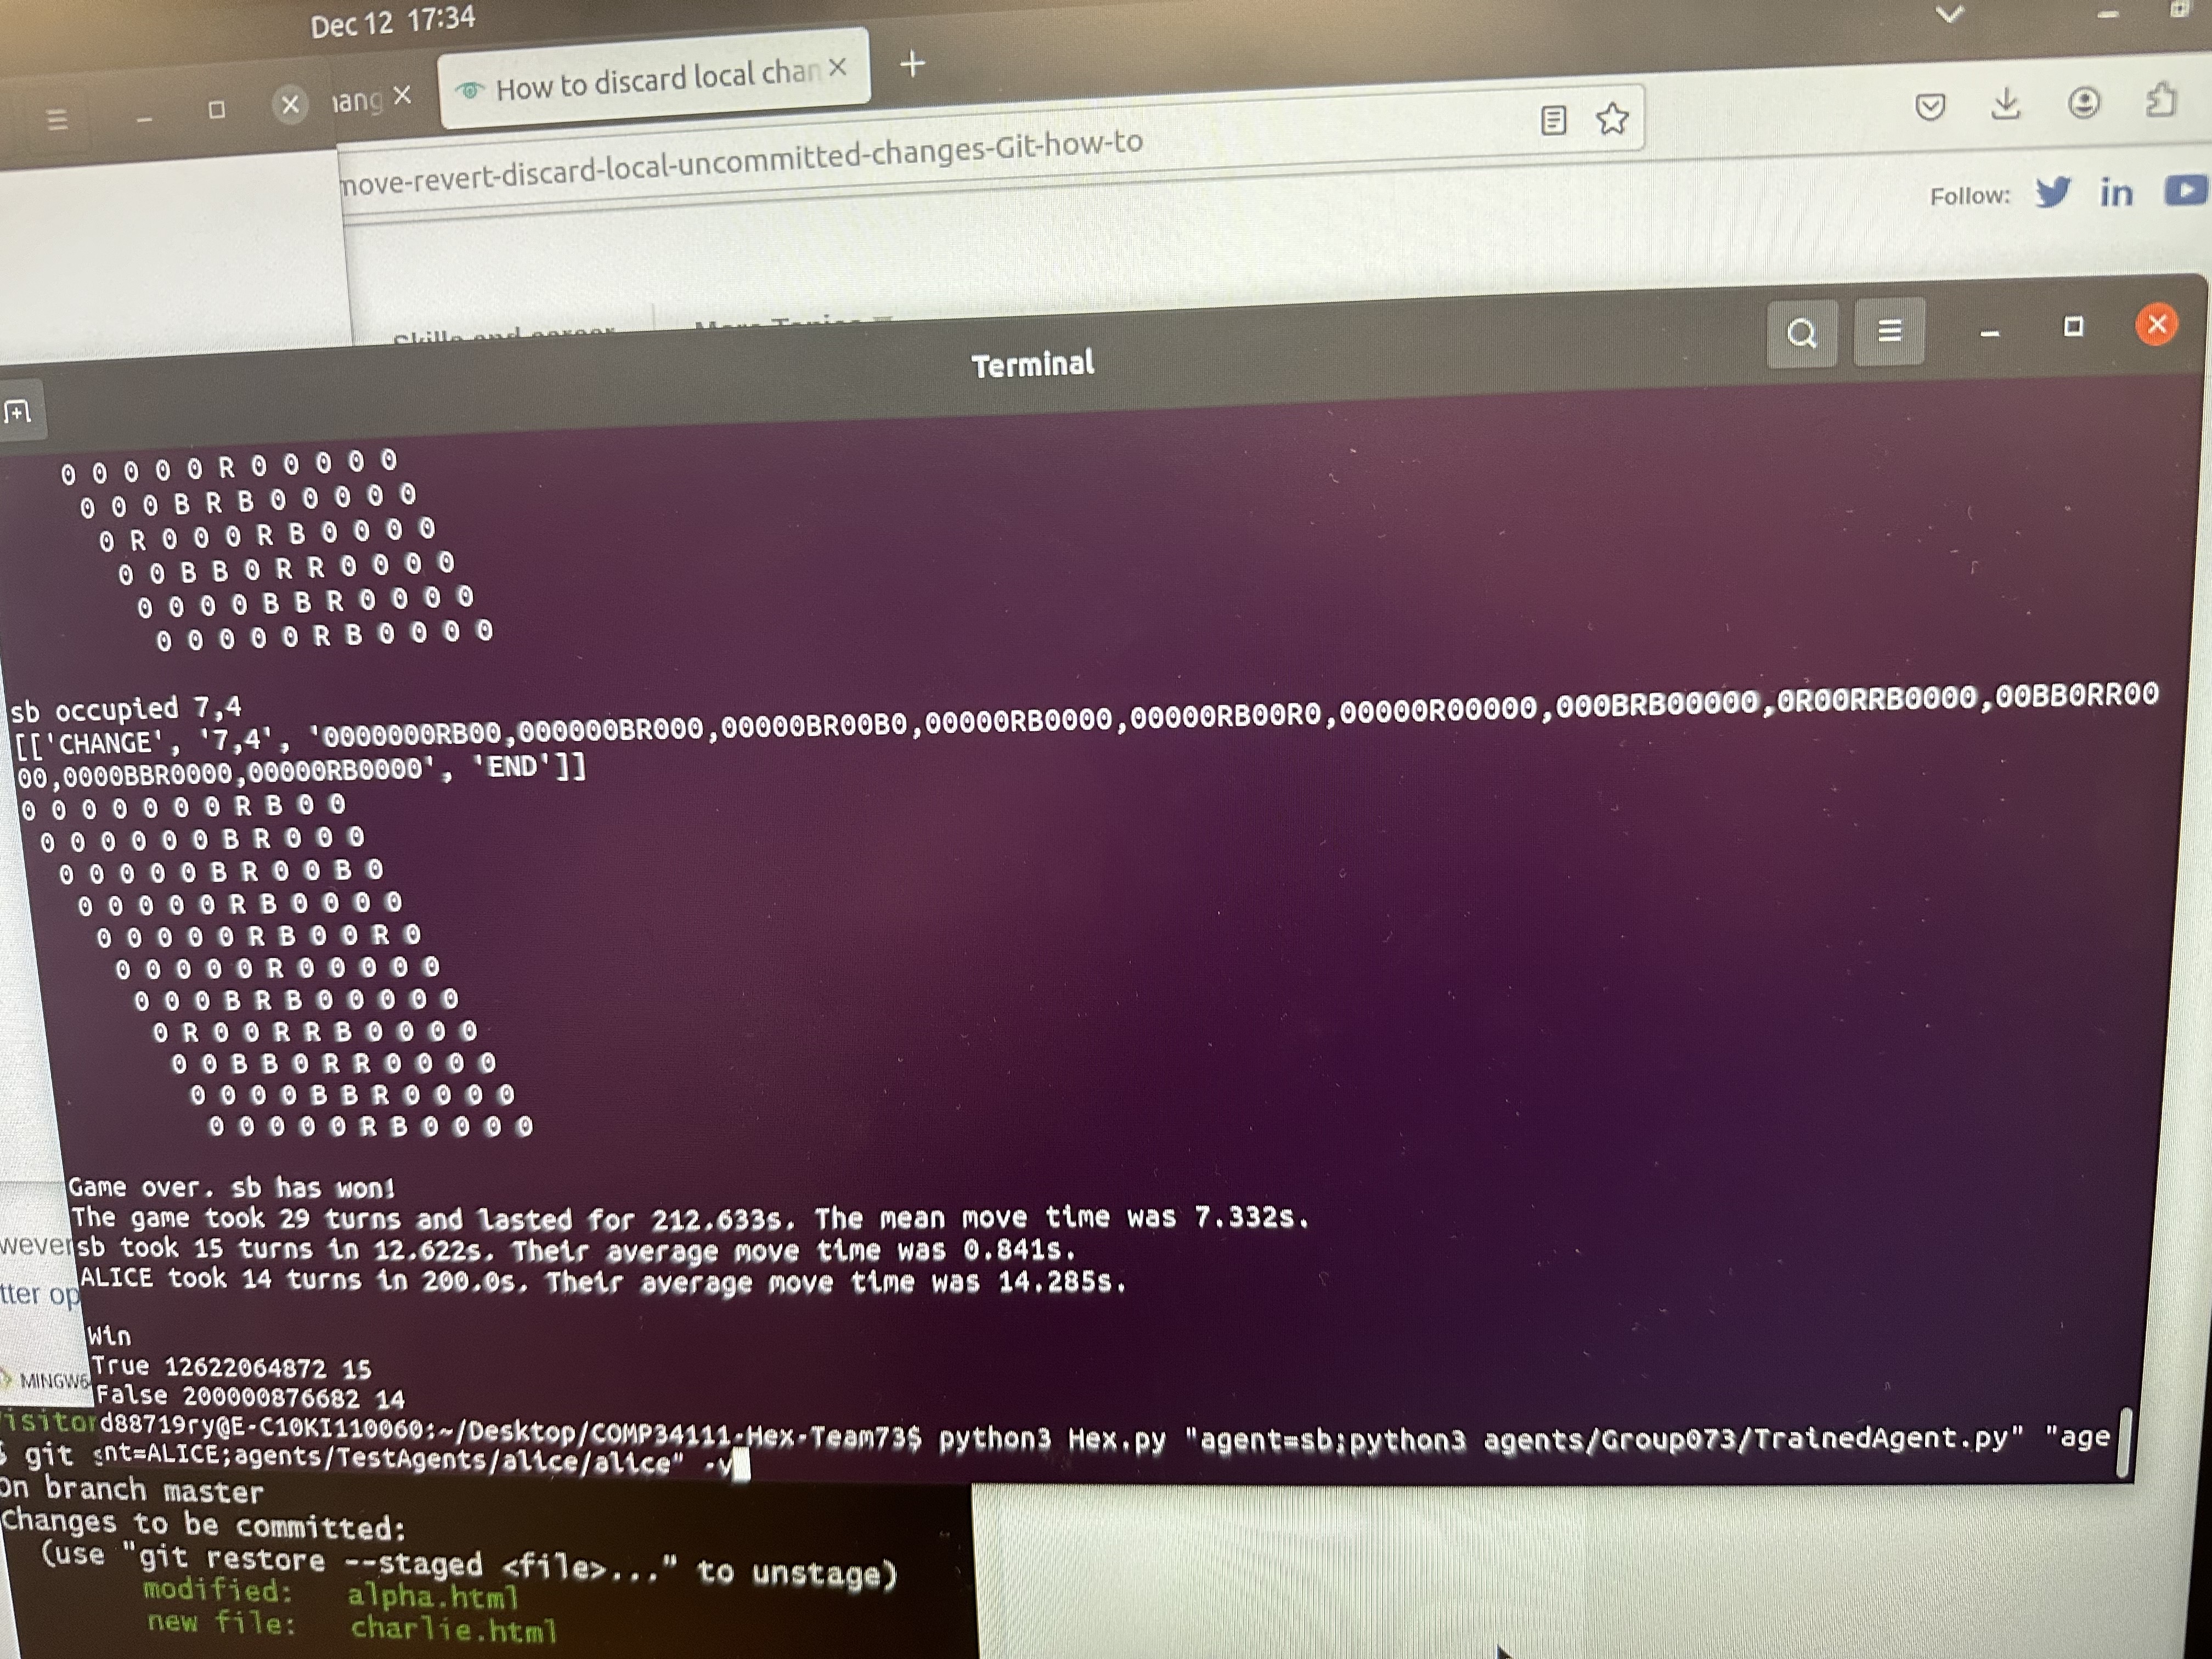 Dec 12 17:34
How to discard local chan
move-revert-discard-local-uncommitted-changes-Git-how-to
Follow:
Skills and career More Topics
Terminal
0 0 0 0 0 R 0 0 0 0 0
0 0 0 B R B 0 0 0 0 0
0 R 0 0 0 R B 0 0 0 0
0 0 B B 0 R R 0 0 0 0
0 0 0 0 B B R 0 0 0 0
0 0 0 0 0 R B 0 0 0 0
sb occupied 7,4
[['CHANGE', '7,4', '0000000RB00,000000BR000,00000BR00B0,00000RB0000,00000RB00R0,00000R00000,000BRB00000,0R00RRB0000,00BB0RR00
00,0000BBR0000,00000RB0000', 'END']]
0 0 0 0 0 0 0 R B 0 0
0 0 0 0 0 0 B R 0 0 0
0 0 0 0 0 B R 0 0 B 0
0 0 0 0 0 R B 0 0 0 0
0 0 0 0 0 R B 0 0 R 0
0 0 0 0 0 R 0 0 0 0 0
0 0 0 B R B 0 0 0 0 0
0 R 0 0 R R B 0 0 0 0
0 0 B B 0 R R 0 0 0 0
0 0 0 0 B B R 0 0 0 0
0 0 0 0 0 R B 0 0 0 0
Game over. sb has won!
The game took 29 turns and lasted for 212.633s. The mean move time was 7.332s.
wever
sb took 15 turns in 12.622s. Their average move time was 0.841s.
tter op
ALICE took 14 turns in 200.0s. Their average move time was 14.285s.
Win
True 12622064872 15
MINGW6
False 200000876682 14
isitor
d88719ry@E-C10KI110060:~/Desktop/COMP34111-Hex-Team73$ python3 Hex.py "agent=sb;python3 agents/Group073/TrainedAgent.py" "age
$ git s
nt=ALICE;agents/TestAgents/alice/alice" -v
On branch master
Changes to be committed:
(use "git restore --staged <file>..." to unstage)
modified: alpha.html
new file: charlie.html